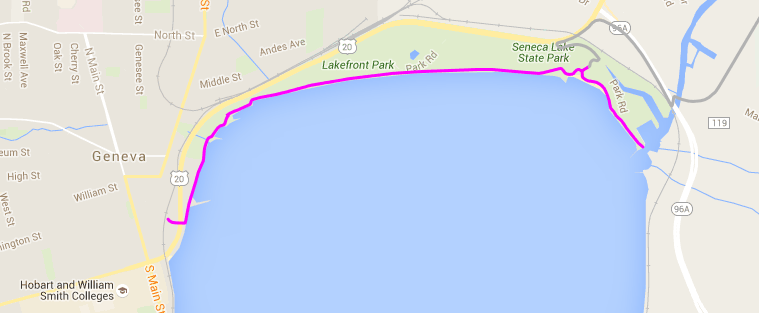 N Brook St
Maxwell Ave
Cherry St
Oak St
Genesee St
Genesee St
N Main St
North St
E North St
Andes Ave
Middle St
20
Lakefront Park
Park Rd
Seneca Lake
State Park
96A
Park Rd
119
Geneva
High St
William St
20
West St
96A
S Main St
Hobart and William
Smith Colleges